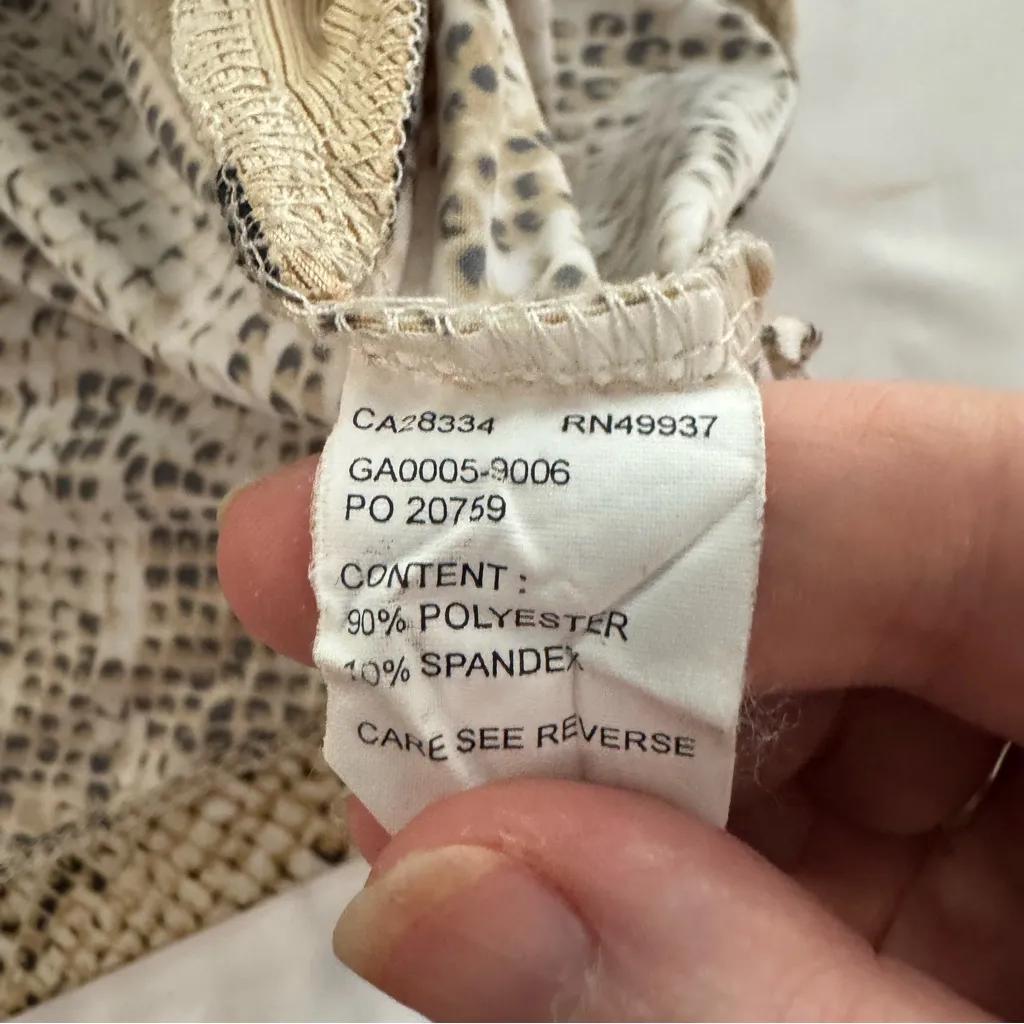 CA28334 RN49937
GA0005-9006
PO 20759
CONTENT :
90% POLYESTER
10% SPANDEX
CARE SEE REVERSE